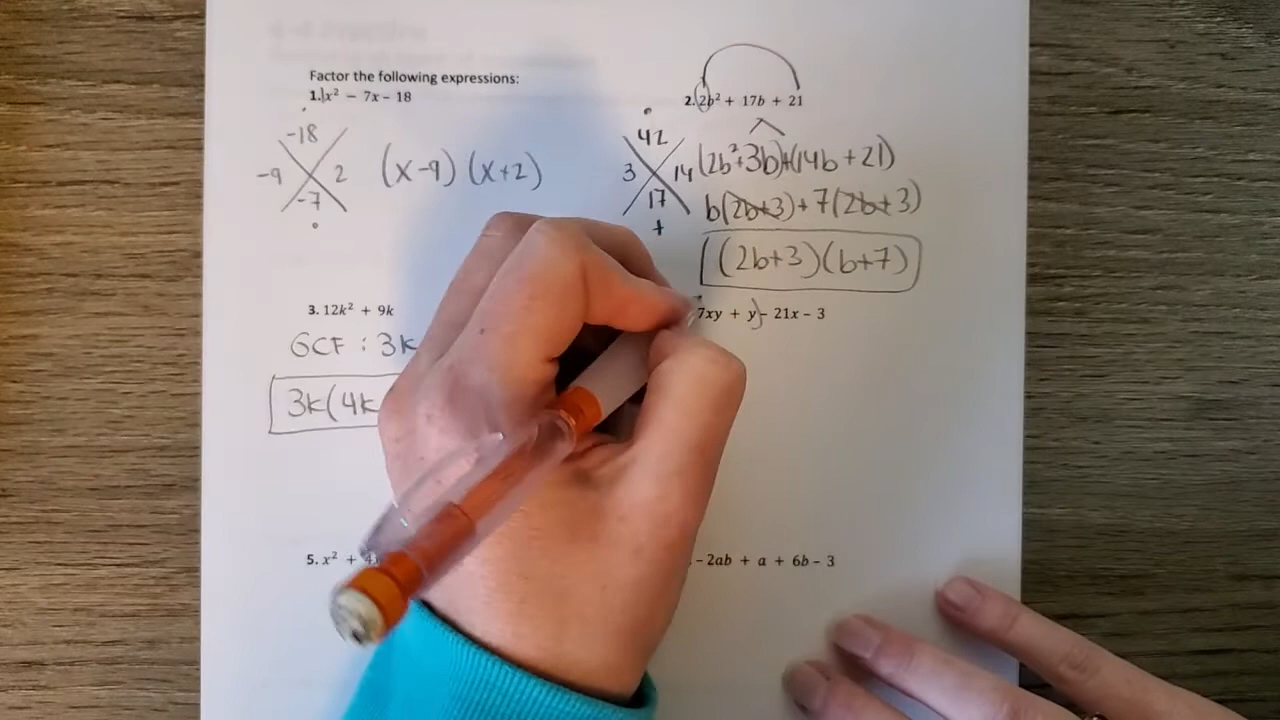 Factor the following expressions:
1. x² − 7x − 18
-18
-9 2
-7
(x-9)(x+2)
2. 2b² + 17b + 21
42
3 14
17
+
(2b²+3b)+(14b+21)
b(2b+3)+7(2b+3)
(2b+3)(b+7)
3. 12k² + 9k
GCF : 3k
3k(4k
7xy + y) − 21x − 3
5. x² +
− 2ab + a + 6b − 3